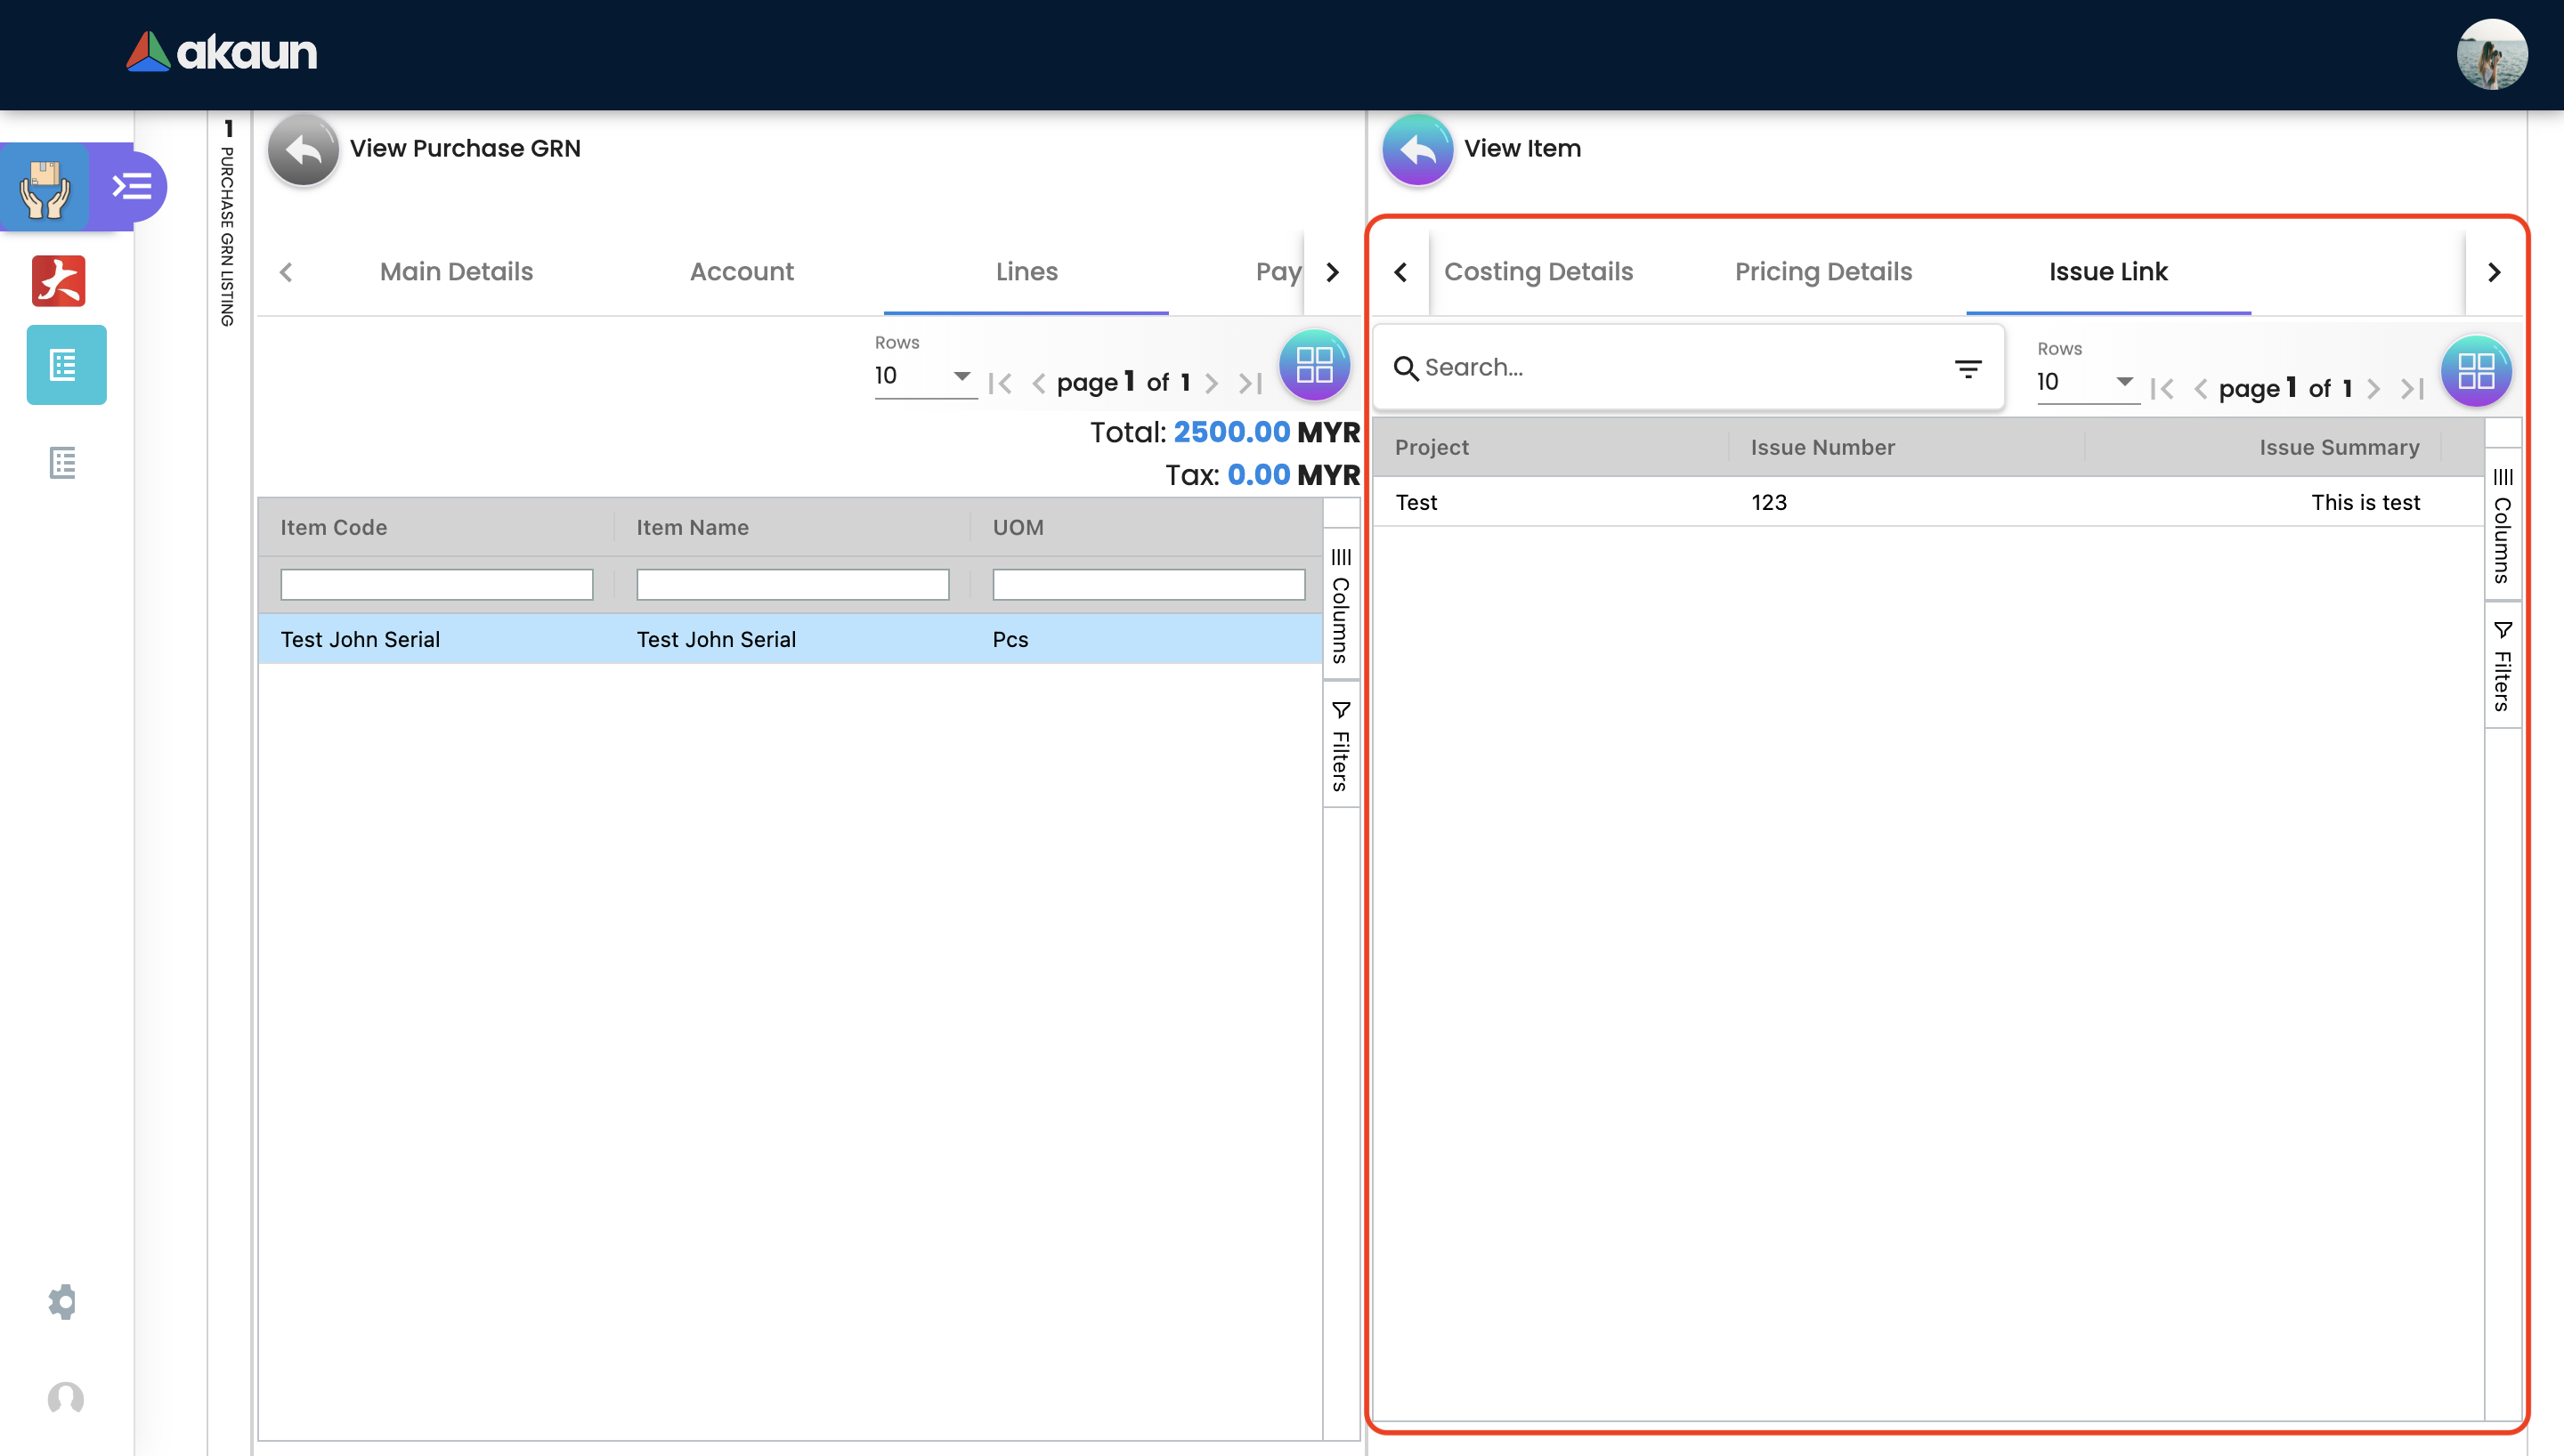 akaun
1 PURCHASE GRN LISTING
View Purchase GRN
Main Details Account Lines Pay
Rows
10
page 1 of 1
Total: 2500.00 MYR
Tax: 0.00 MYR
Item Code Item Name UOM
Test John Serial Test John Serial Pcs
Columns
Filters
View Item
Costing Details Pricing Details Issue Link
Search...
Rows
10
page 1 of 1
Project Issue Number Issue Summary
Test 123 This is test
Columns
Filters